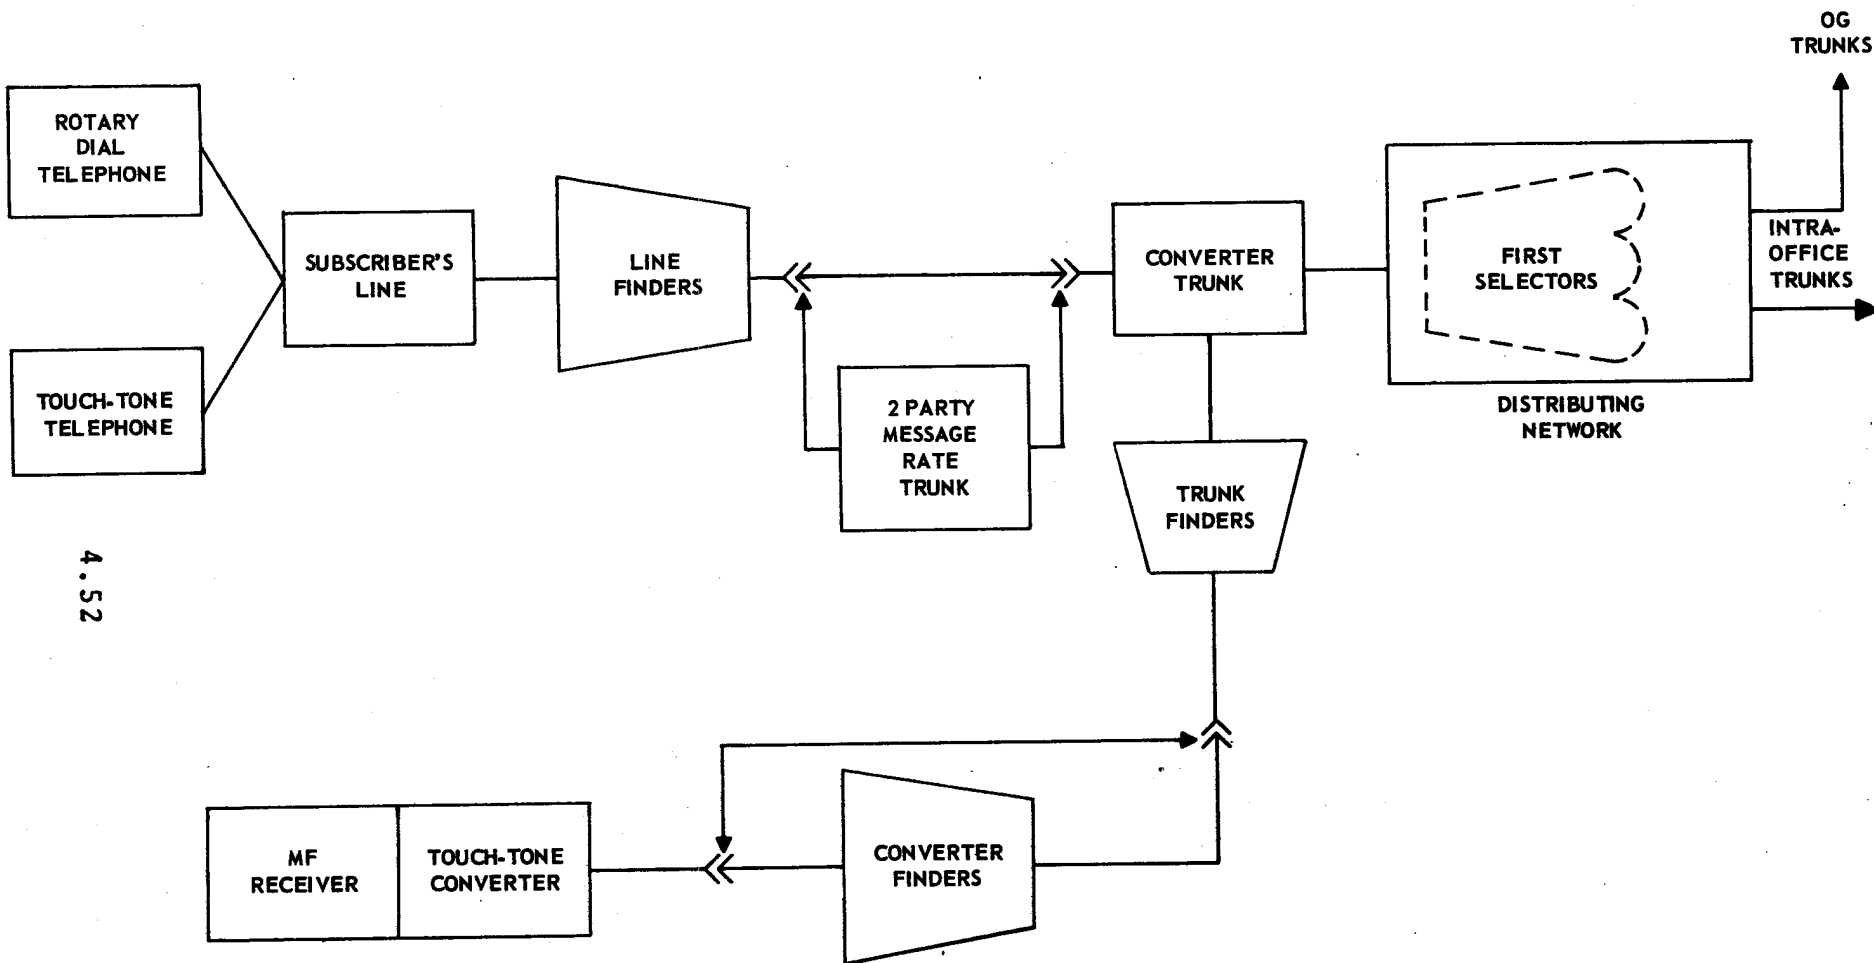 OG
TRUNKS
ROTARY
DIAL
TELEPHONE
SUBSCRIBER'S
LINE
LINE
FINDERS
CONVERTER
TRUNK
FIRST
SELECTORS
INTRA-
OFFICE
TRUNKS
TOUCH-TONE
TELEPHONE
2 PARTY
MESSAGE
RATE
TRUNK
DISTRIBUTING
NETWORK
TRUNK
FINDERS
4.52
MF
RECEIVER
TOUCH-TONE
CONVERTER
CONVERTER
FINDERS